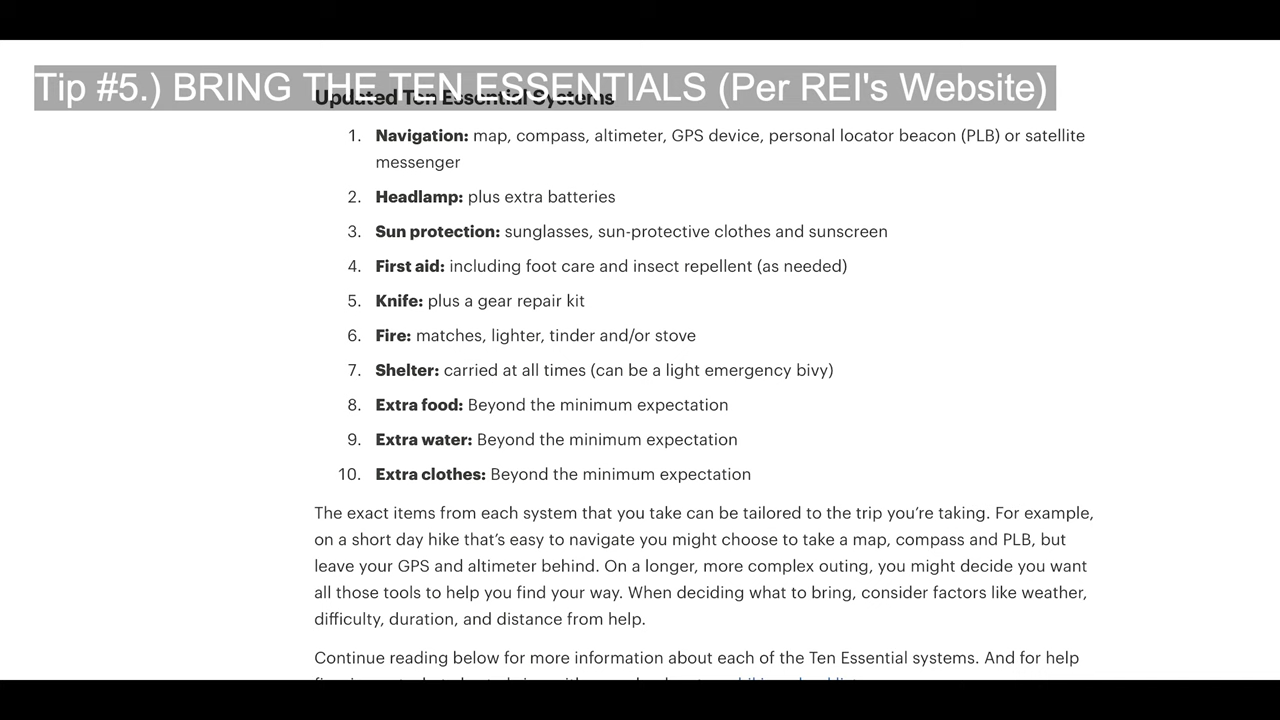 Tip #5.) BRING THE TEN ESSENTIALS (Per REI's Website)
Updated Ten Essential Systems
1. Navigation: map, compass, altimeter, GPS device, personal locator beacon (PLB) or satellite
messenger
2. Headlamp: plus extra batteries
3. Sun protection: sunglasses, sun-protective clothes and sunscreen
4. First aid: including foot care and insect repellent (as needed)
5. Knife: plus a gear repair kit
6. Fire: matches, lighter, tinder and/or stove
7. Shelter: carried at all times (can be a light emergency bivy)
8. Extra food: Beyond the minimum expectation
9. Extra water: Beyond the minimum expectation
10. Extra clothes: Beyond the minimum expectation
The exact items from each system that you take can be tailored to the trip you’re taking. For example,
on a short day hike that’s easy to navigate you might choose to take a map, compass and PLB, but
leave your GPS and altimeter behind. On a longer, more complex outing, you might decide you want
all those tools to help you find your way. When deciding what to bring, consider factors like weather,
difficulty, duration, and distance from help.
Continue reading below for more information about each of the Ten Essential systems. And for help